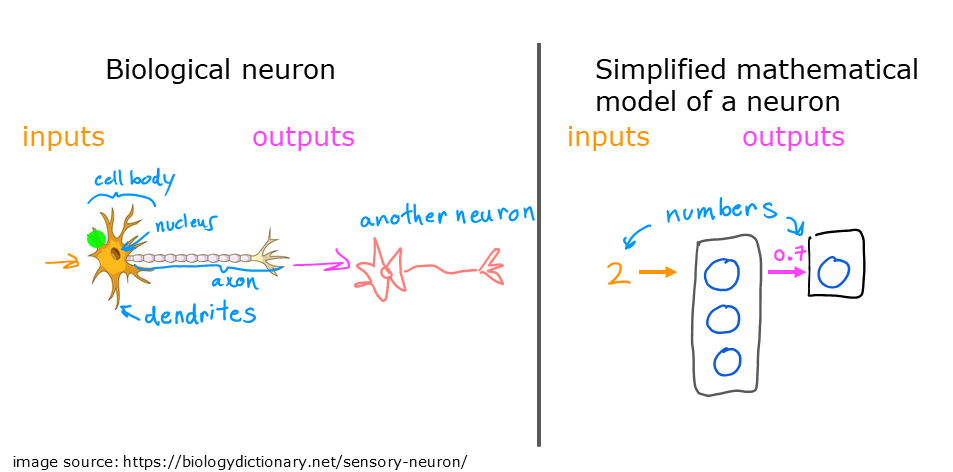 Biological neuron
inputs
outputs
cell body
nucleus
axon
dendrites
another neuron
Simplified mathematical
model of a neuron
inputs
outputs
numbers
0.7
2
image source: https://biologydictionary.net/sensory-neuron/